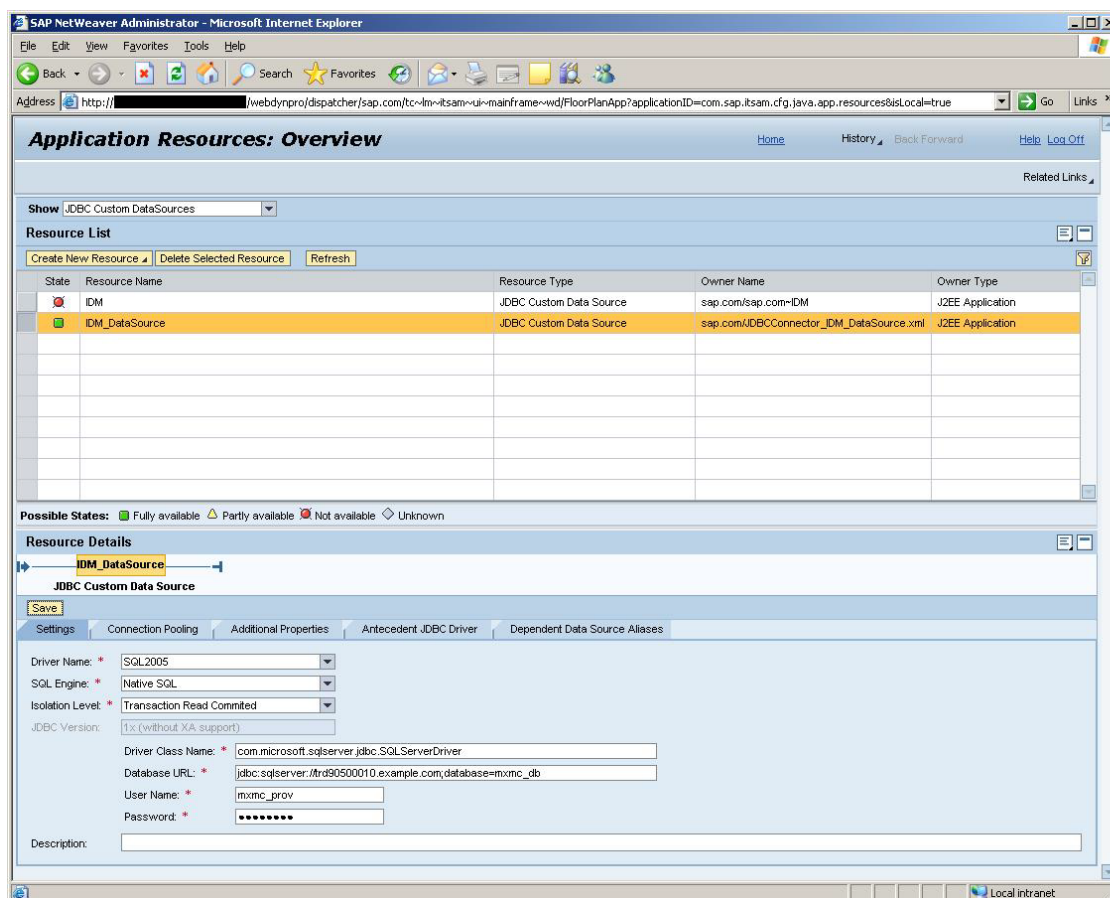 SAP NetWeaver Administrator - Microsoft Internet Explorer
File Edit View Favorites Tools Help
Back Search Favorites
Address http:// /webdynpro/dispatcher/sap.com/tc~lm~itsam~ui~mainframe~wd/FloorPlanApp?applicationID=com.sap.itsam.cfg.java.app.resources&isLocal=true Go Links
Application Resources: Overview Home History Back Forward Help Log Off
Related Links
Show JDBC Custom DataSources
Resource List
Create New Resource Delete Selected Resource Refresh
State Resource Name Resource Type Owner Name Owner Type
IDM JDBC Custom Data Source sap.com/sap.com~IDM J2EE Application
IDM_DataSource JDBC Custom Data Source sap.com/JDBCConnector_IDM_DataSource.xml J2EE Application
Possible States: Fully available Partly available Not available Unknown
Resource Details
IDM_DataSource
JDBC Custom Data Source
Save
Settings Connection Pooling Additional Properties Antecedent JDBC Driver Dependent Data Source Aliases
Driver Name: * SQL2005
SQL Engine: * Native SQL
Isolation Level: * Transaction Read Commited
JDBC Version: 1x (without XA support)
Driver Class Name: * com.microsoft.sqlserver.jdbc.SQLServerDriver
Database URL: * jdbc:sqlserver://trd90500010.example.com;database=mxmc_db
User Name: * mxmc_prov
Password: * ••••••••
Description:
Local intranet